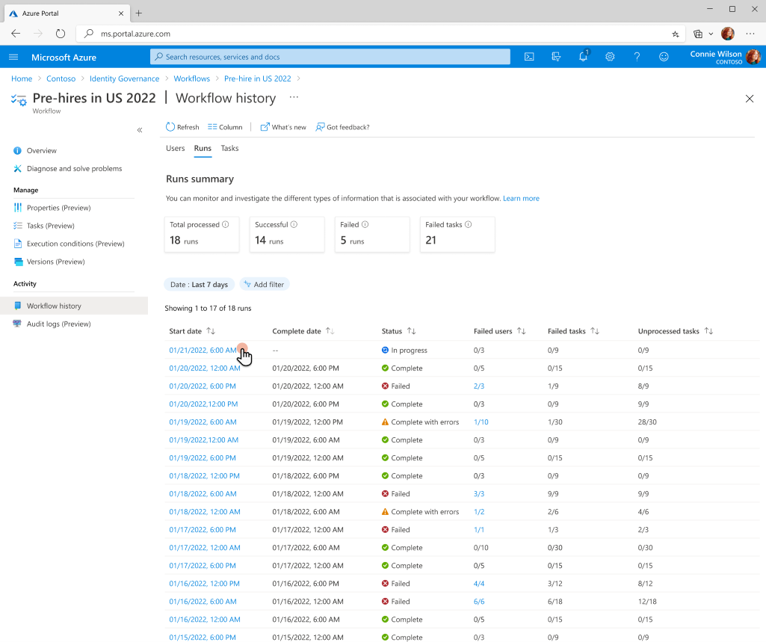 Azure Portal
ms.portal.azure.com
Microsoft Azure
Search resources, services and docs
1
Connie Wilson
CONTOSO
Home > Contoso > Identity Governance > Workflows > Pre-hire in US 2022 >
Pre-hires in US 2022 | Workflow history ...
Workflow
Refresh Column What's new Got feedback?
Overview
Diagnose and solve problems
Manage
Properties (Preview)
Tasks (Preview)
Execution conditions (Preview)
Versions (Preview)
Activity
Workflow history
Audit logs (Preview)
Users Runs Tasks
Runs summary
You can monitor and investigate the different types of information that is associated with your workflow. Learn more
Total processed Successful Failed Failed tasks
18 runs 14 runs 5 runs 21
Date : Last 7 days Add filter
Showing 1 to 17 of 18 runs
Start date Complete date Status Failed users Failed tasks Unprocessed tasks
01/21/2022, 6:00 AM -- In progress 0/3 0/9 0/9
01/20/2022, 12:00 AM 01/20/2022, 6:00 PM Complete 0/5 0/15 0/15
01/20/2022, 6:00 PM 01/20/2022, 12:00 AM Failed 2/3 1/9 8/9
01/20/2022,12:00 PM 01/20/2022, 6:00 PM Complete 0/3 0/9 9/9
01/19/2022, 6:00 AM 01/19/2022, 12:00 PM Complete with errors 1/10 1/30 28/30
01/19/2022,12:00 AM 01/19/2022, 6:00 AM Complete 0/3 0/9 0/9
01/19/2022, 6:00 PM 01/19/2022, 12:00 AM Complete 0/5 0/15 0/15
01/18/2022, 12:00 PM 01/18/2022, 6:00 PM Complete 0/3 0/9 0/9
01/18/2022, 6:00 AM 01/18/2022, 12:00 AM Failed 3/3 9/9 9/9
01/18/2022, 12:00 AM 01/18/2022, 6:00 AM Complete with errors 1/2 2/6 4/6
01/17/2022, 6:00 PM 01/17/2022, 12:00 AM Failed 1/1 1/3 2/3
01/17/2022, 12:00 AM 01/17/2022, 6:00 AM Complete 0/10 0/30 0/30
01/17/2022, 6:00 PM 01/17/2022, 12:00 AM Complete 0/5 0/15 0/15
01/16/2022, 12:00 PM 01/16/2022, 6:00 PM Failed 4/4 3/12 8/12
01/16/2022, 6:00 AM 01/16/2022, 12:00 AM Failed 6/6 6/18 12/18
01/16/2022, 12:00 AM 01/16/2022, 6:00 AM Complete 0/5 0/15 0/15
01/15/2022, 6:00 PM 01/15/2022, 12:00 AM Complete 0/3 0/9 0/9